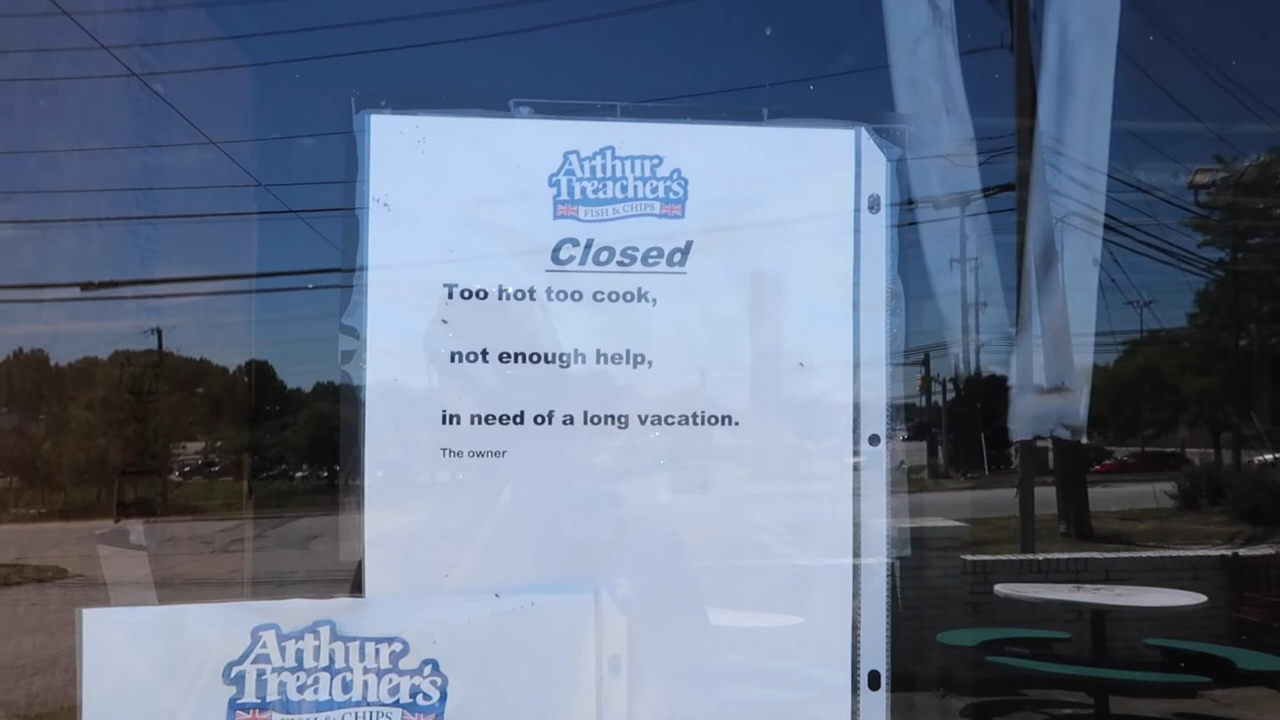 Arthur
Treacher's
FISH & CHIPS
Closed
Too hot too cook,
not enough help,
in need of a long vacation.
The owner
Arthur
Treacher's
FISH & CHIPS